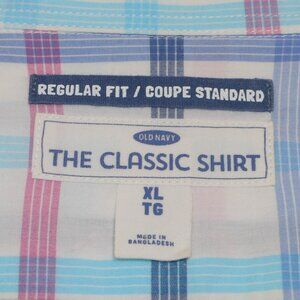 REGULAR FIT / COUPE STANDARD
OLD NAVY
THE CLASSIC SHIRT
XL
TG
MADE IN
BANGLADESH